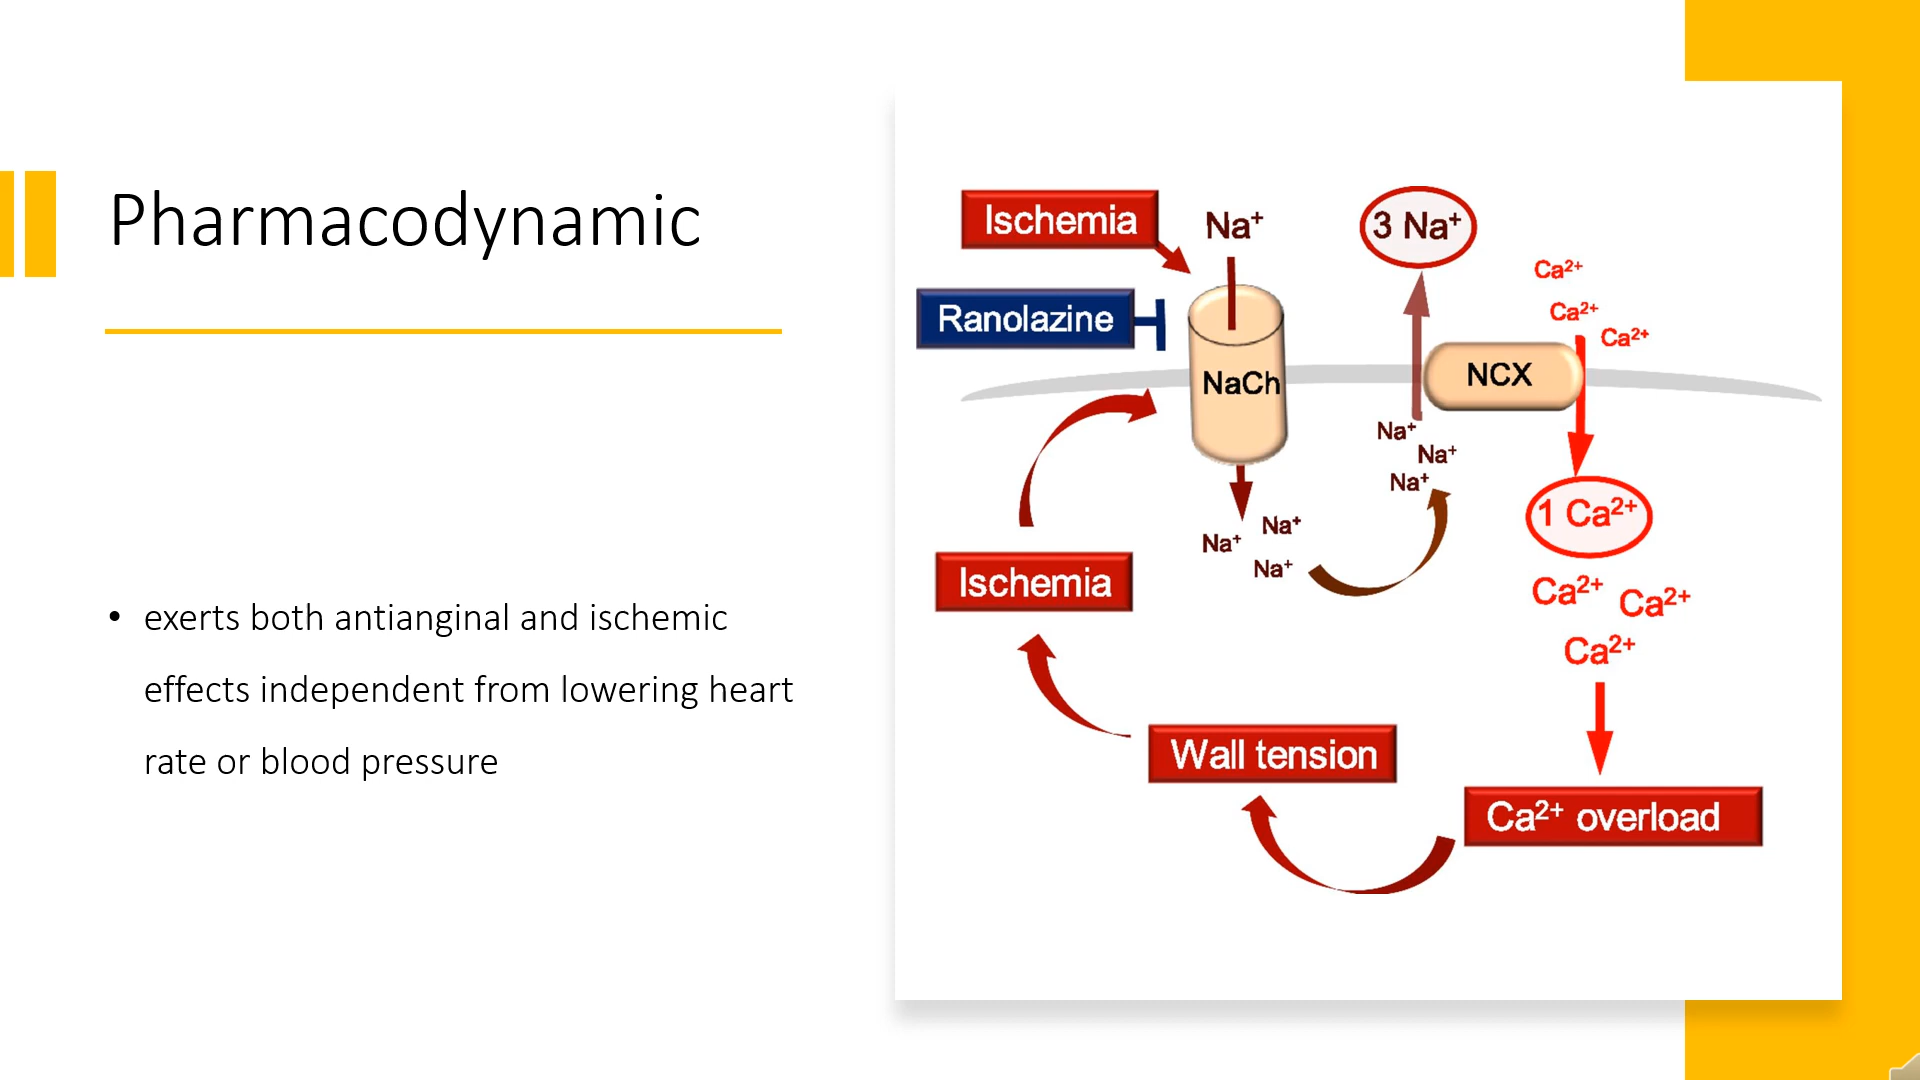 Pharmacodynamic
• exerts both antianginal and ischemic
effects independent from lowering heart
rate or blood pressure
Ischemia
Na⁺
3 Na⁺
Ca²⁺
Ca²⁺
Ca²⁺
Ranolazine
NaCh
NCX
Na⁺
Na⁺
Na⁺
1 Ca²⁺
Na⁺
Na⁺
Na⁺
Ischemia
Ca²⁺
Ca²⁺
Ca²⁺
Wall tension
Ca²⁺ overload